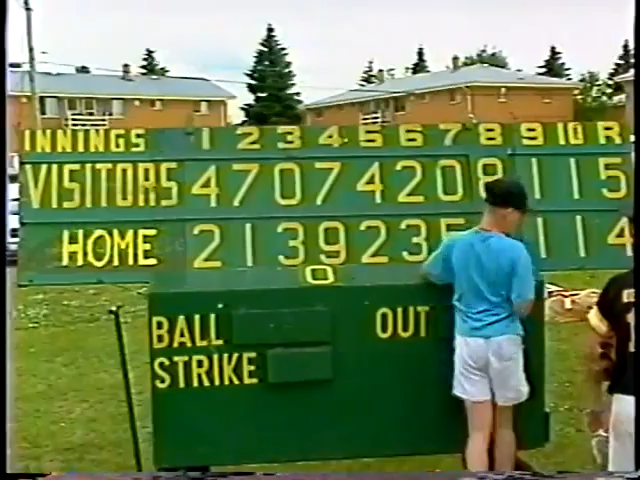 INNINGS 1 2 3 4 5 6 7 8 9 10 R
VISITORS 4 7 0 7 4 2 0 8 1 1 5
HOME 2 1 3 9 2 3 5 1 1 4
0
BALL OUT
STRIKE